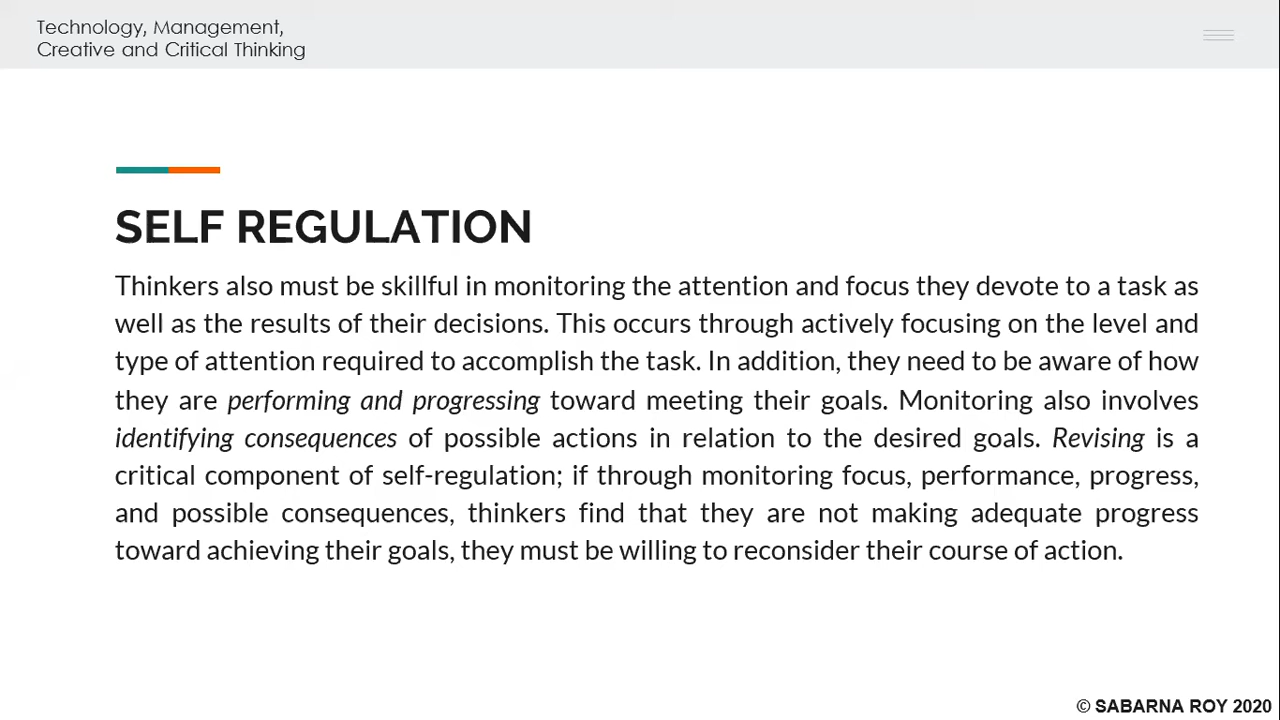 Technology, Management,
Creative and Critical Thinking
SELF REGULATION
Thinkers also must be skillful in monitoring the attention and focus they devote to a task as
well as the results of their decisions. This occurs through actively focusing on the level and
type of attention required to accomplish the task. In addition, they need to be aware of how
they are performing and progressing toward meeting their goals. Monitoring also involves
identifying consequences of possible actions in relation to the desired goals. Revising is a
critical component of self-regulation; if through monitoring focus, performance, progress,
and possible consequences, thinkers find that they are not making adequate progress
toward achieving their goals, they must be willing to reconsider their course of action.
© SABARNA ROY 2020